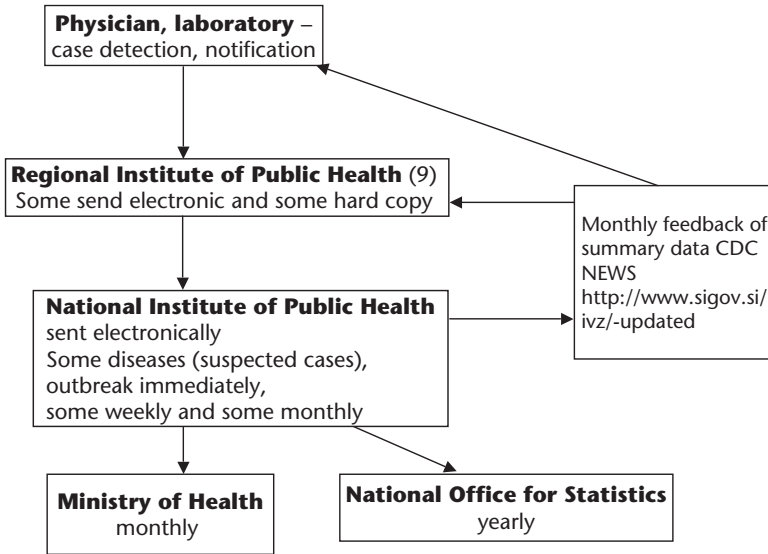 Physician, laboratory –
case detection, notification
Regional Institute of Public Health (9)
Some send electronic and some hard copy
Monthly feedback of
summary data CDC
NEWS
http://www.sigov.si/
ivz/-updated
National Institute of Public Health
sent electronically
Some diseases (suspected cases),
outbreak immediately,
some weekly and some monthly
Ministry of Health
monthly
National Office for Statistics
yearly